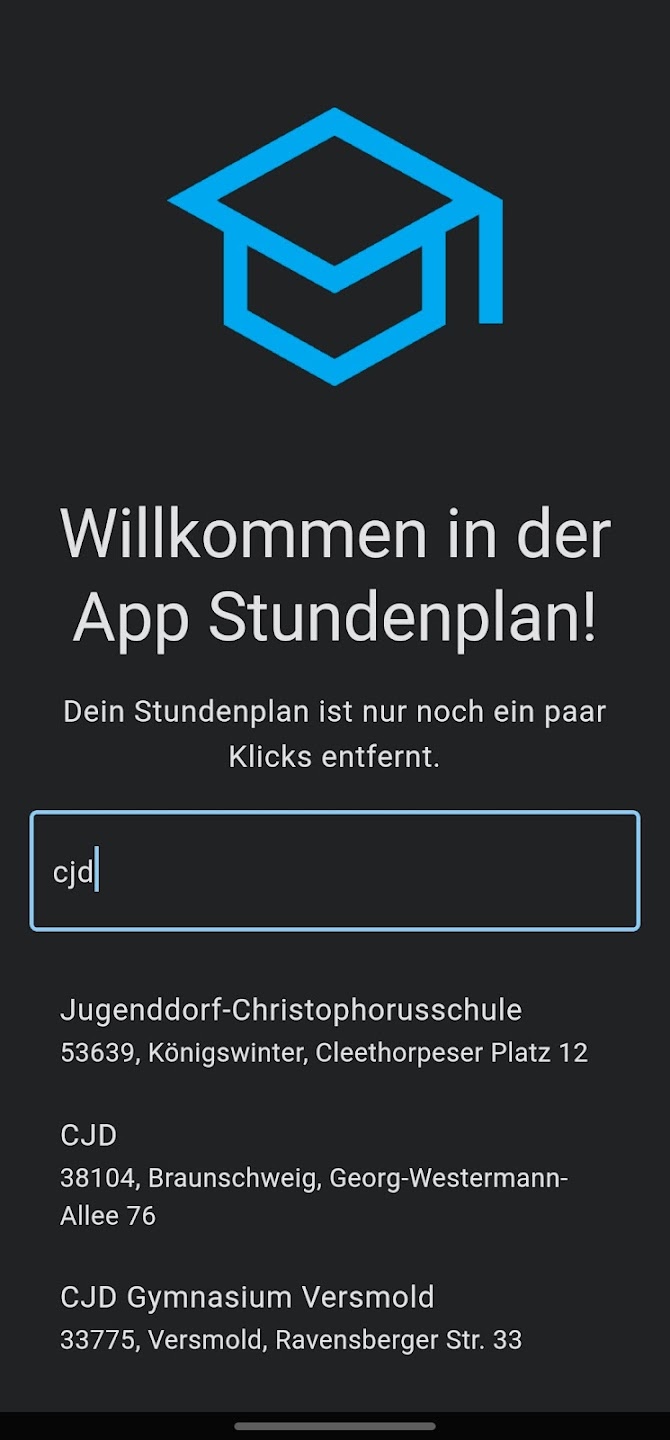 Willkommen in der
App Stundenplan!
Dein Stundenplan ist nur noch ein paar
Klicks entfernt.
cjd
Jugenddorf-Christophorusschule
53639, Königswinter, Cleethorpeser Platz 12
CJD
38104, Braunschweig, Georg-Westermann-
Allee 76
CJD Gymnasium Versmold
33775, Versmold, Ravensberger Str. 33